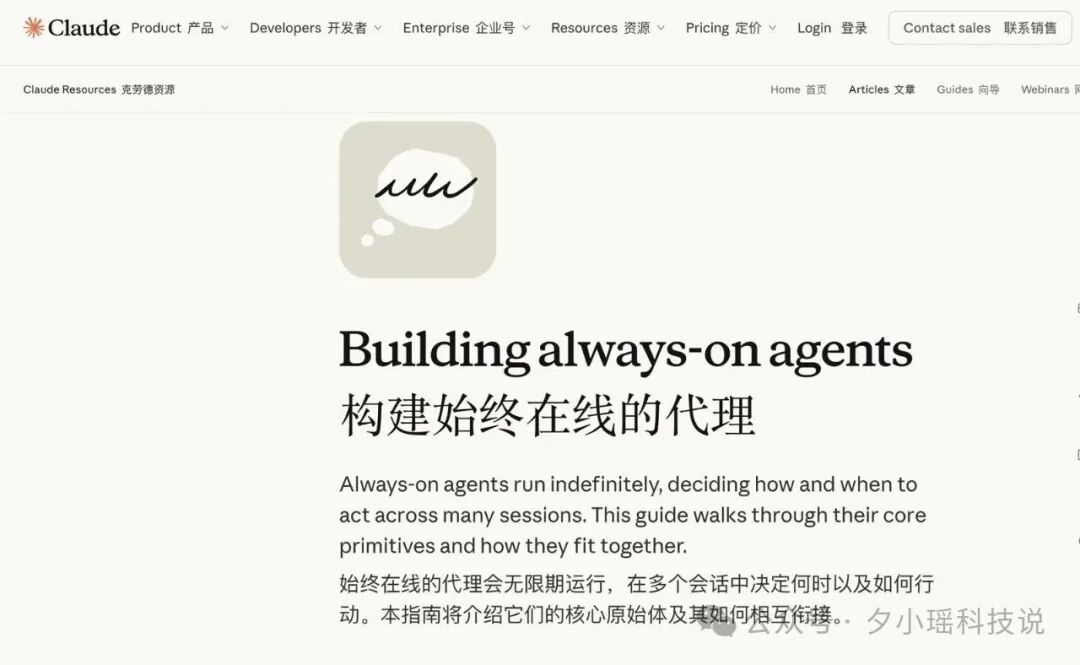 Claude Product 产品 Developers 开发者 Enterprise 企业号 Resources 资源 Pricing 定价 Login 登录 Contact sales 联系销售
Claude Resources 克劳德资源 Home 首页 Articles 文章 Guides 向导 Webinars
Building always-on agents
构建始终在线的代理
Always-on agents run indefinitely, deciding how and when to
act across many sessions. This guide walks through their core
primitives and how they fit together.
始终在线的代理会无限期运行，在多个会话中决定何时以及如何行
动。本指南将介绍它们的核心原始体及其如何相互衔接。
公众号 · 夕小瑶科技说